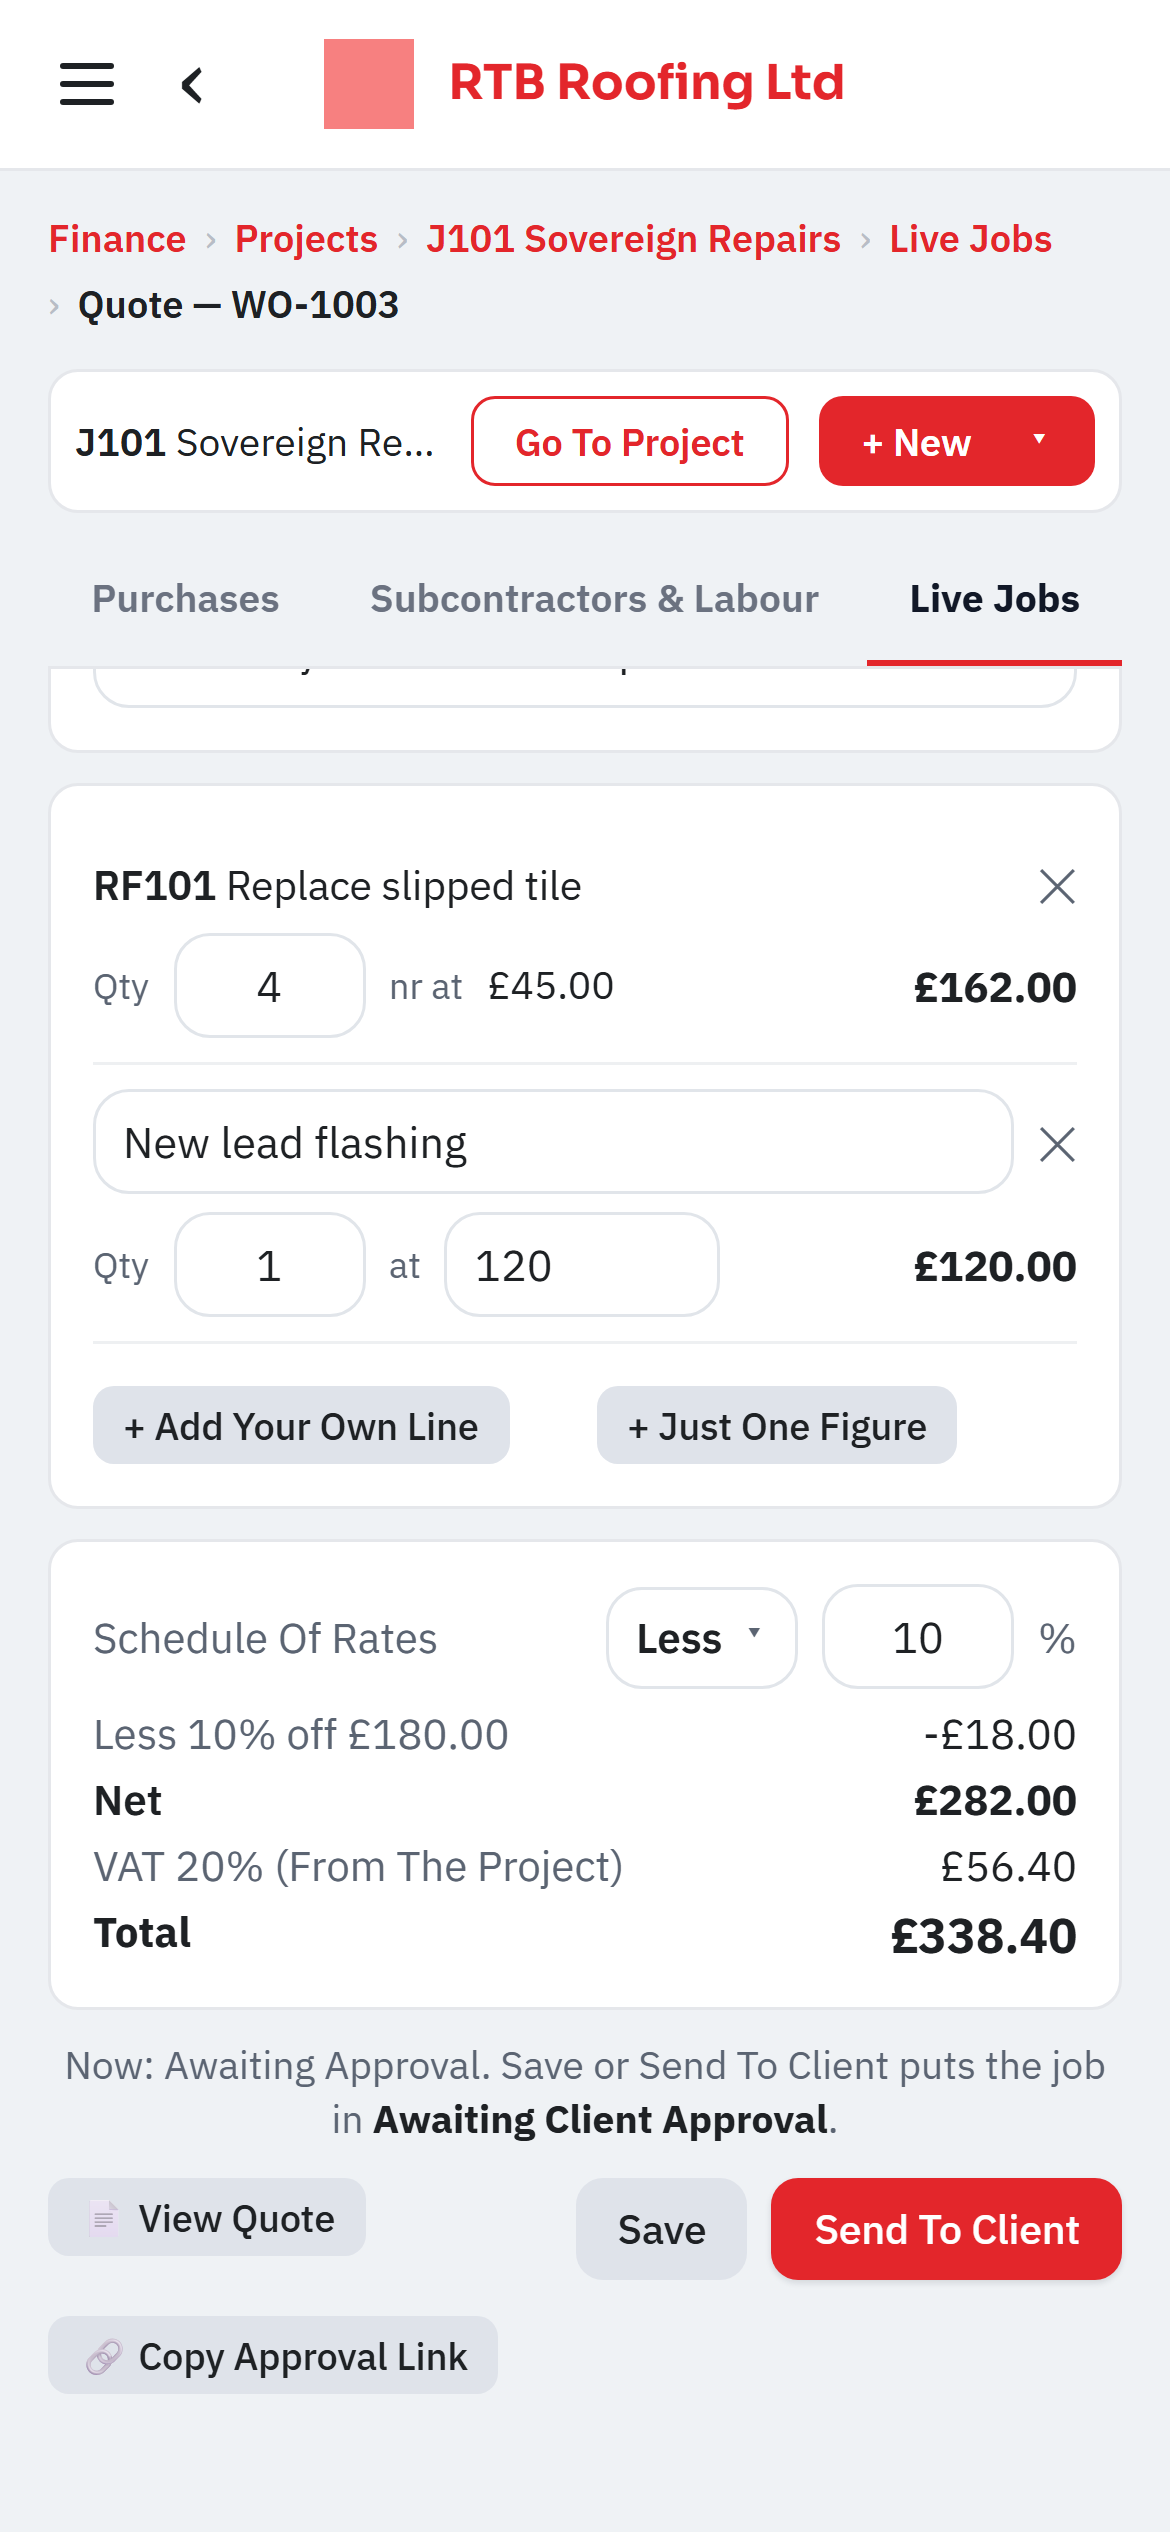 RTB Roofing Ltd
Finance › Projects › J101 Sovereign Repairs › Live Jobs
› Quote — WO-1003
J101 Sovereign Re... Go To Project + New
Purchases Subcontractors & Labour Live Jobs
RF101 Replace slipped tile
Qty 4 nr at £45.00 £162.00
New lead flashing
Qty 1 at 120 £120.00
+ Add Your Own Line + Just One Figure
Schedule Of Rates Less 10 %
Less 10% off £180.00 -£18.00
Net £282.00
VAT 20% (From The Project) £56.40
Total £338.40
Now: Awaiting Approval. Save or Send To Client puts the job
in Awaiting Client Approval.
View Quote Save Send To Client
Copy Approval Link